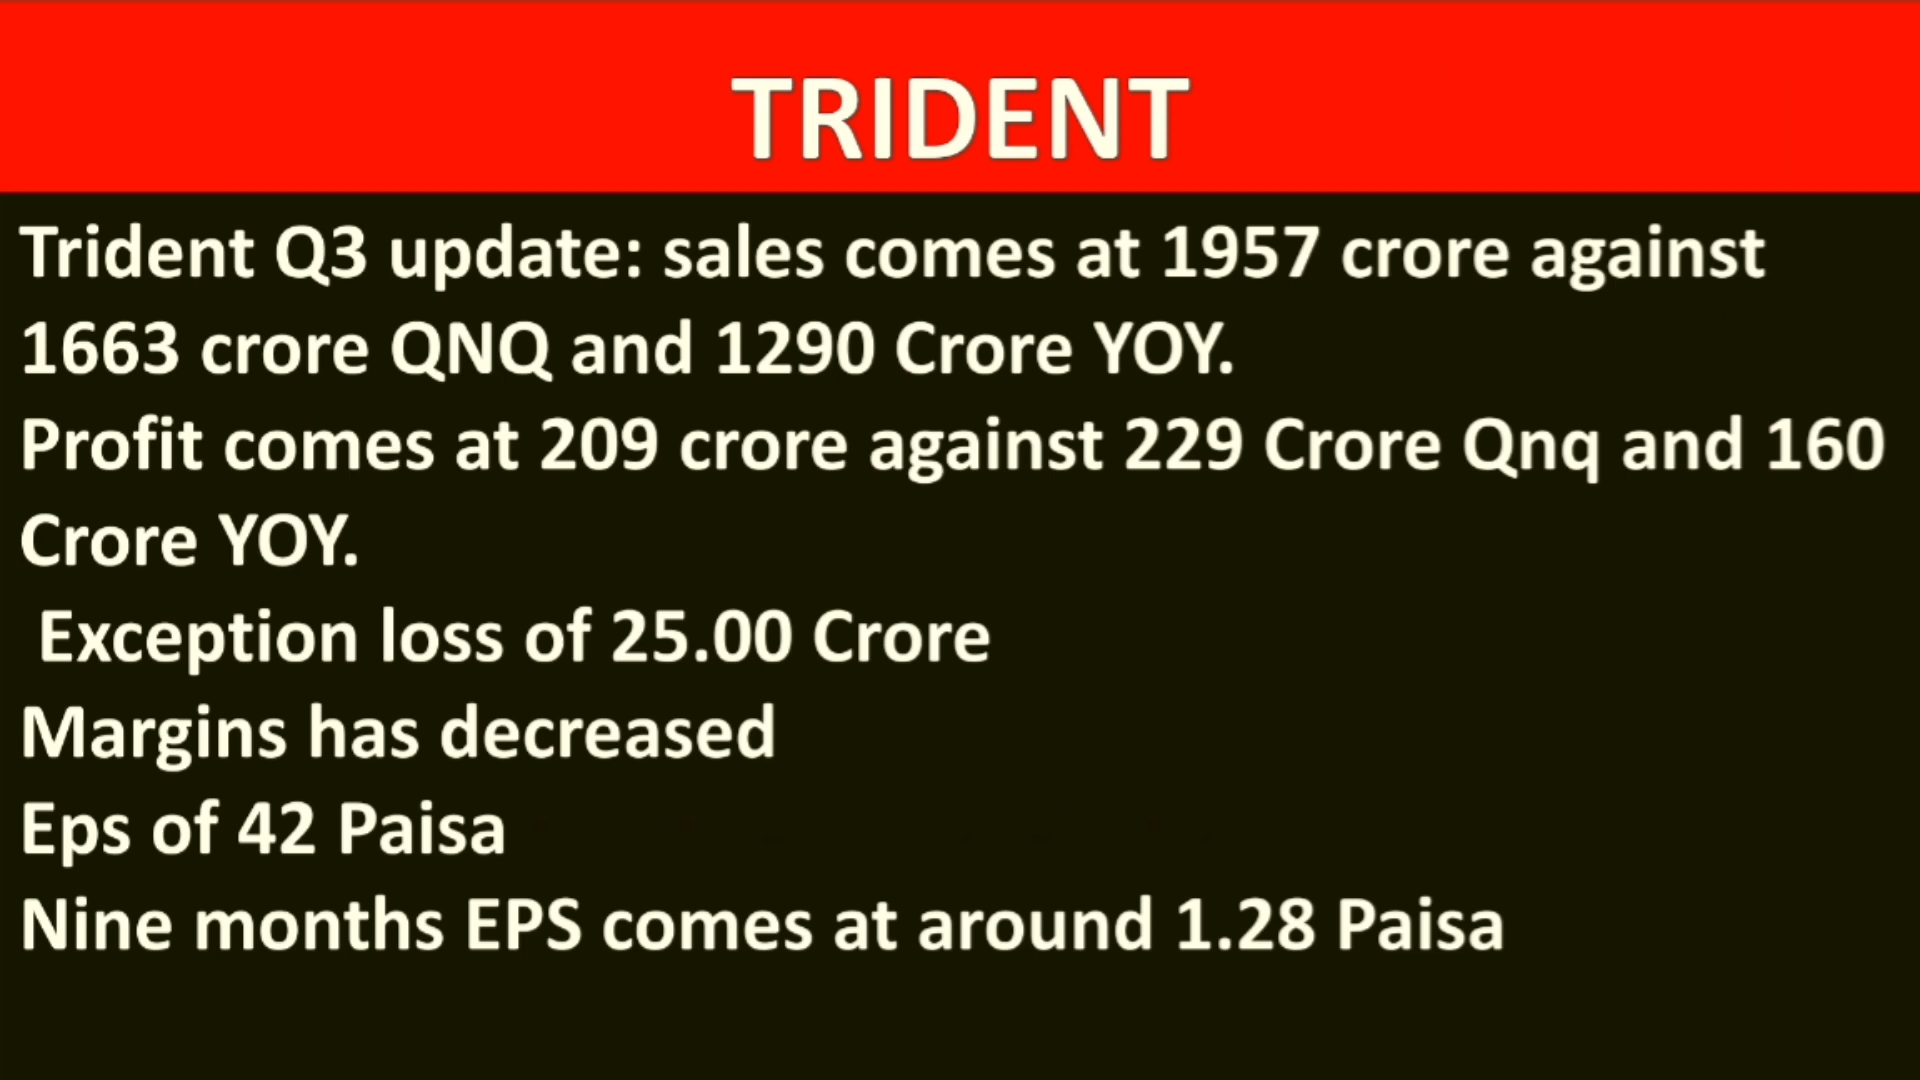 TRIDENT
Trident Q3 update: sales comes at 1957 crore against
1663 crore QNQ and 1290 Crore YOY.
Profit comes at 209 crore against 229 Crore Qnq and 160
Crore YOY.
Exception loss of 25.00 Crore
Margins has decreased
Eps of 42 Paisa
Nine months EPS comes at around 1.28 Paisa